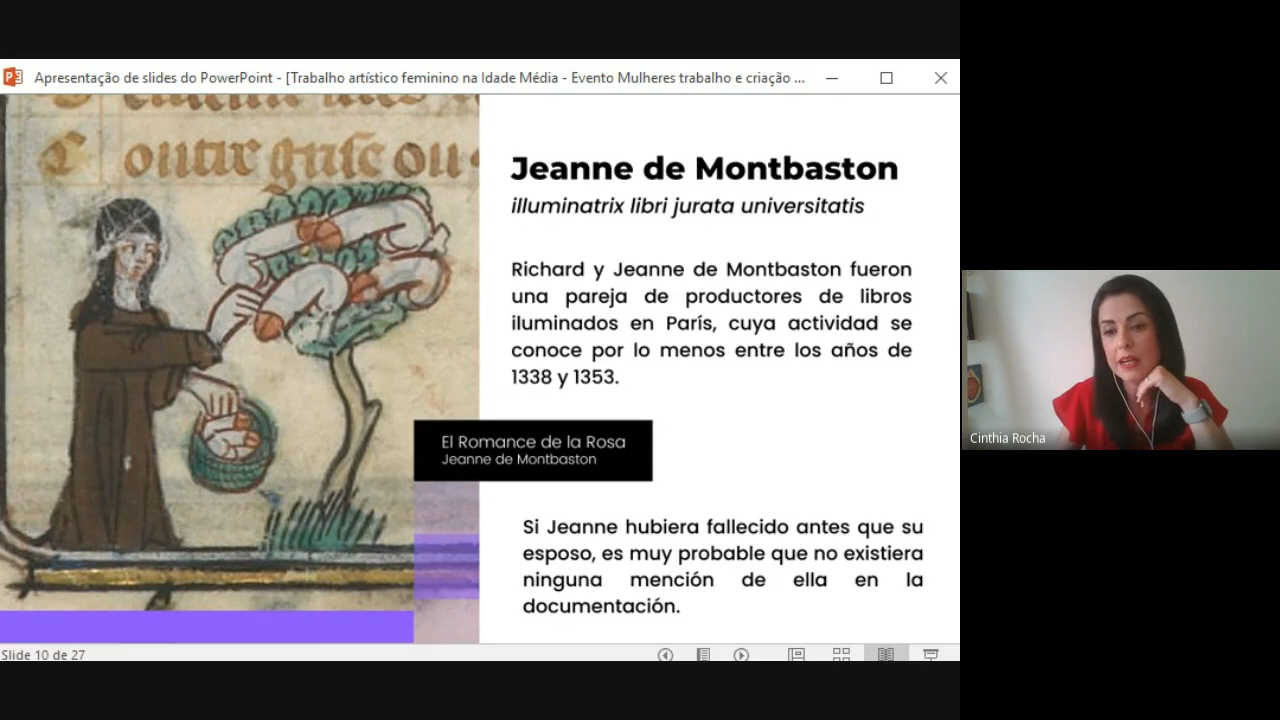 Apresentação de slides do PowerPoint - [Trabalho artístico feminino na Idade Média - Evento Mulheres trabalho e criação ...
outir
Jeanne de Montbaston
illuminatrix libri jurata universitatis
Richard y Jeanne de Montbaston fueron
una pareja de productores de libros
iluminados en París, cuya actividad se
conoce por lo menos entre los años de
1338 y 1353.
El Romance de la Rosa
Jeanne de Montbaston
Si Jeanne hubiera fallecido antes que su
esposo, es muy probable que no existiera
ninguna mención de ella en la
documentación.
Slide 10 de 27
Cinthia Rocha